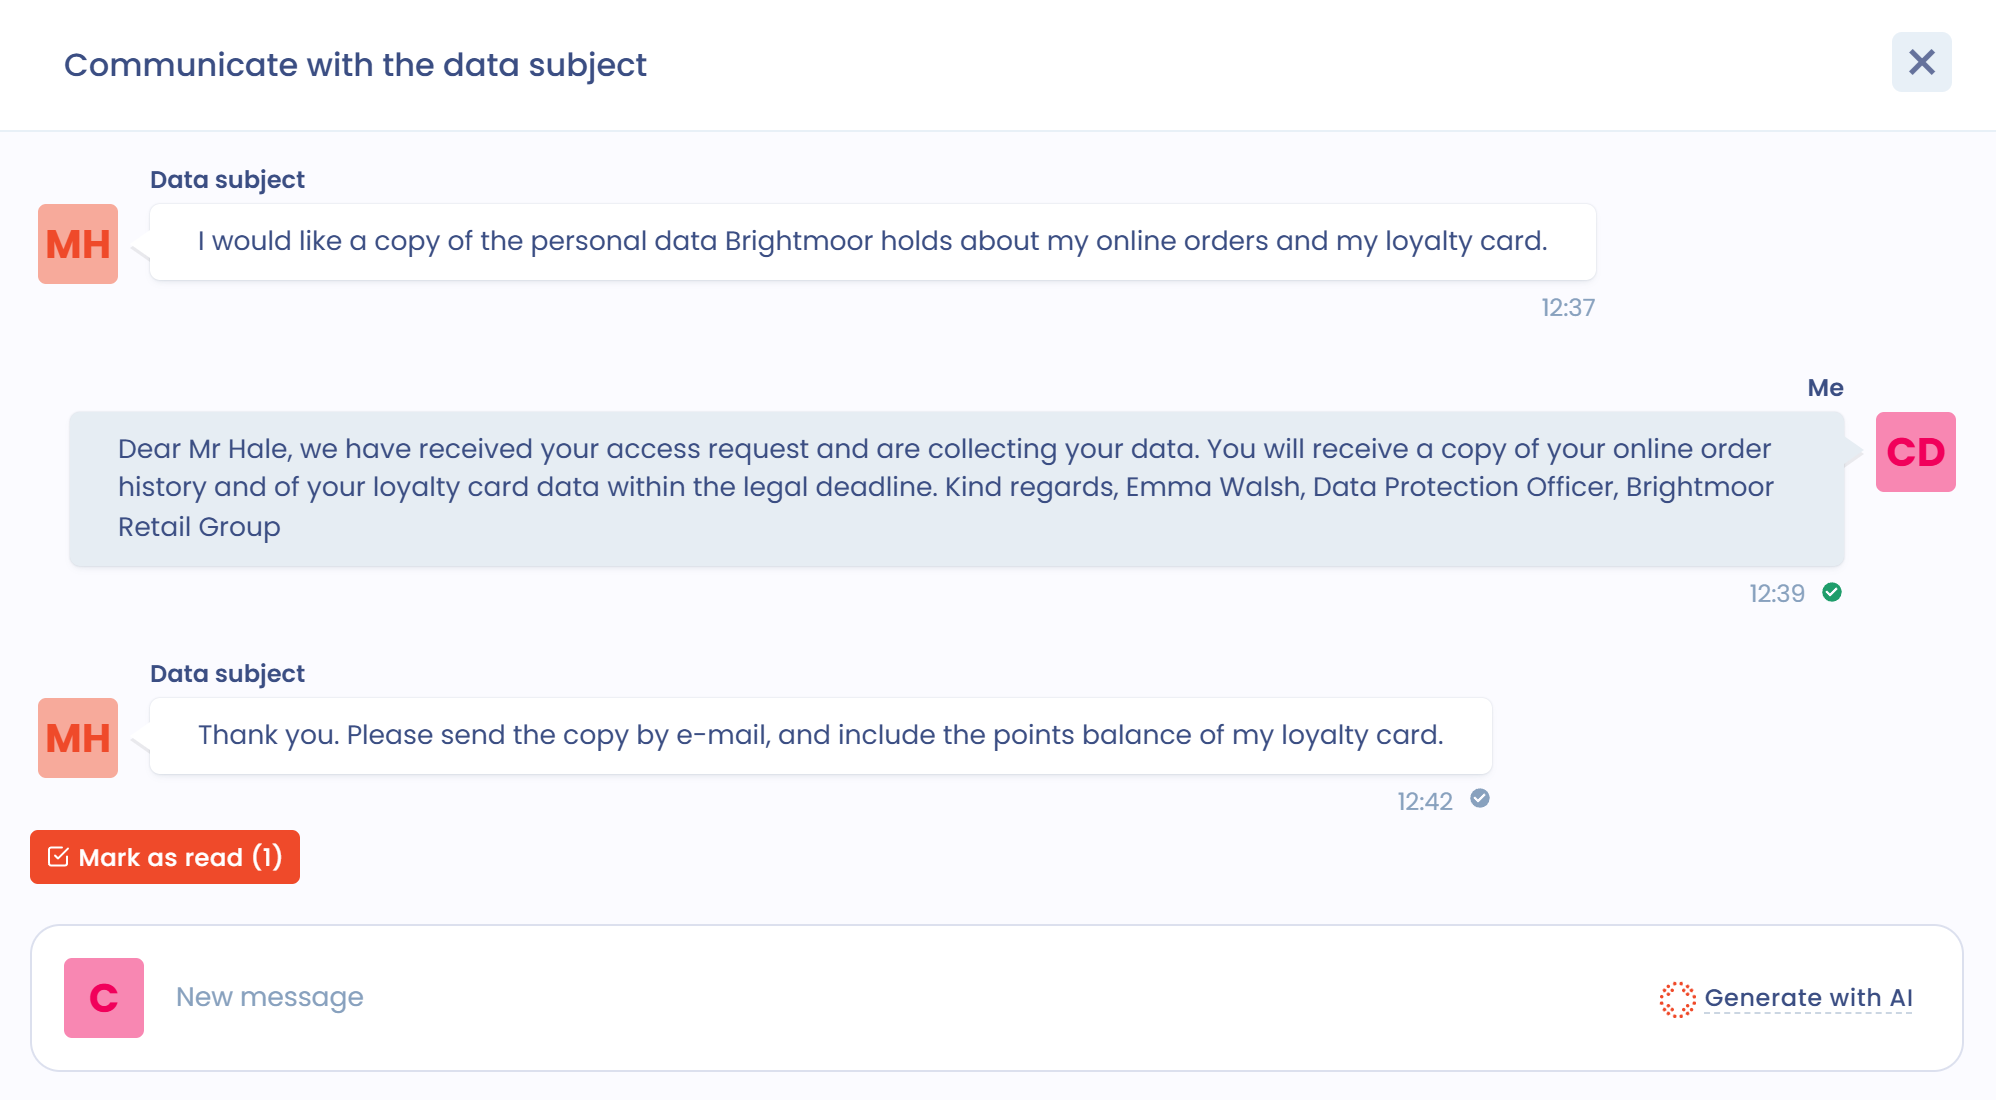 Communicate with the data subject
Data subject
MH
I would like a copy of the personal data Brightmoor holds about my online orders and my loyalty card.
12:37
Me
Dear Mr Hale, we have received your access request and are collecting your data. You will receive a copy of your online order
history and of your loyalty card data within the legal deadline. Kind regards, Emma Walsh, Data Protection Officer, Brightmoor
Retail Group
CD
12:39
Data subject
MH
Thank you. Please send the copy by e-mail, and include the points balance of my loyalty card.
12:42
Mark as read (1)
C
New message
Generate with AI